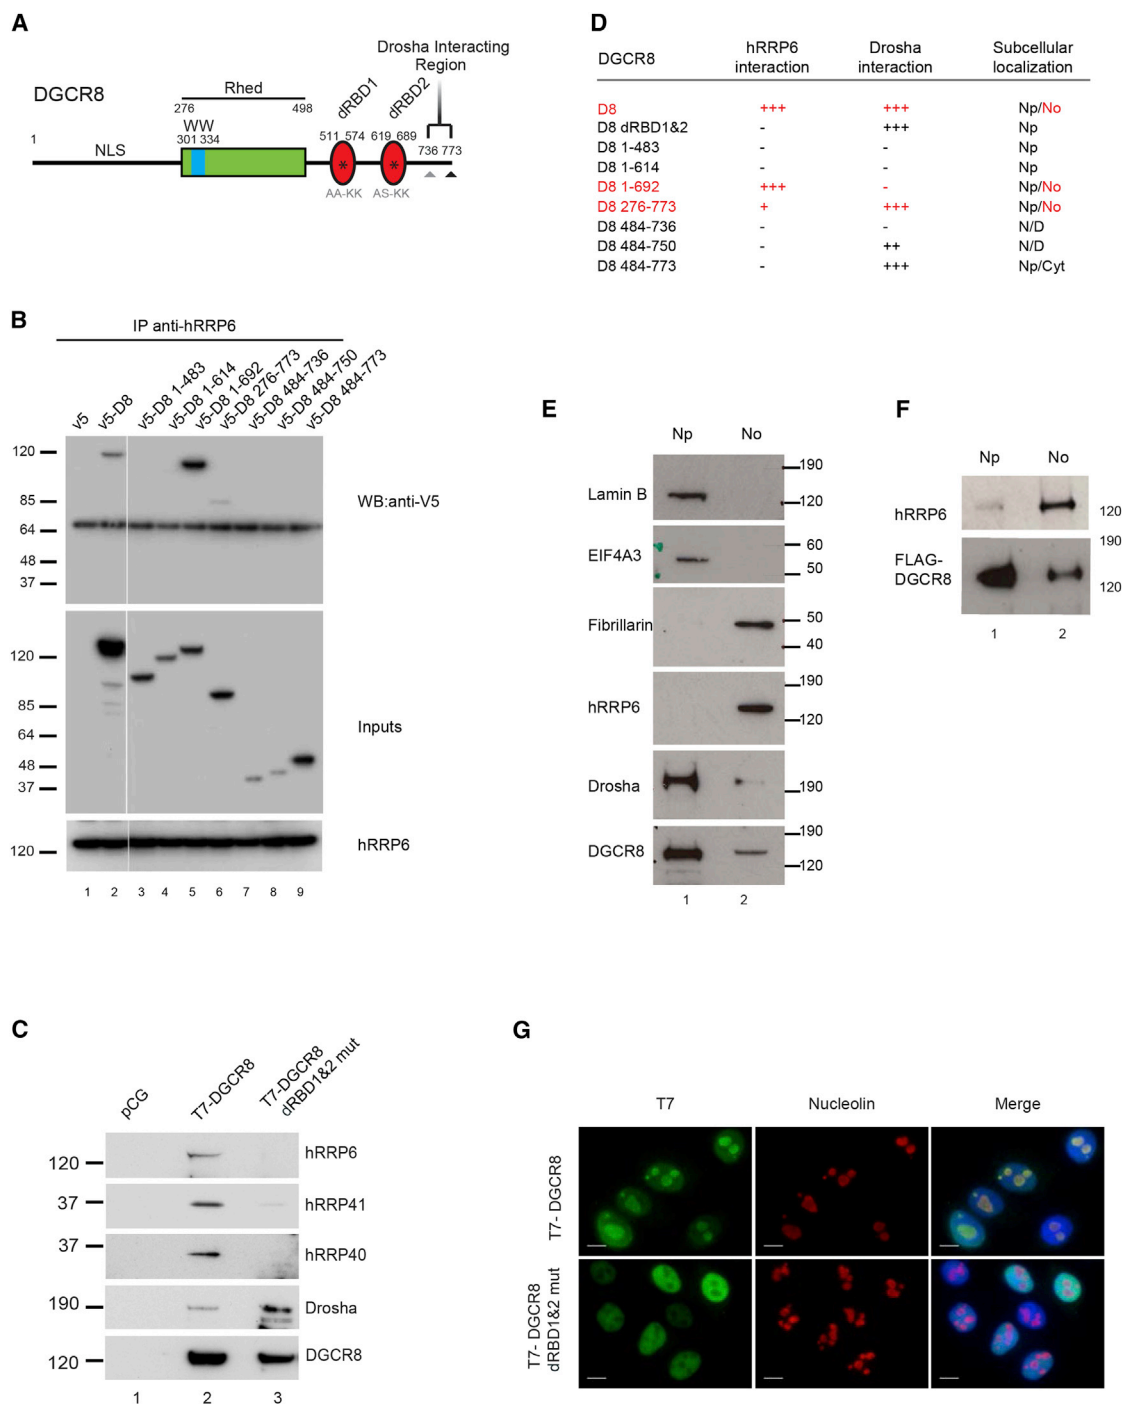 A
Drosha Interacting
Region
DGCR8
Rhed
276
498
dRBD1
dRBD2
WW
1
301 334
511 574
619 689
736 773
NLS
* *
AA-KK
AS-KK
D
DGCR8
hRRP6
interaction
Drosha
interaction
Subcellular
localization
D8 +++ +++ Np/No
D8 dRBD1&2 - +++ Np
D8 1-483 - - Np
D8 1-614 - - Np
D8 1-692 +++ - Np/No
D8 276-773 + +++ Np/No
D8 484-736 - - N/D
D8 484-750 - ++ N/D
D8 484-773 - +++ Np/Cyt
B
IP anti-hRRP6
v5
v5-D8
v5-D8 1-483
v5-D8 1-614
v5-D8 1-692
v5-D8 276-773
v5-D8 484-736
v5-D8 484-750
v5-D8 484-773
120
85
64
48
37
WB:anti-V5
120
85
64
48
37
Inputs
120
hRRP6
1 2 3 4 5 6 7 8 9
E
Np No
Lamin B
190
120
EIF4A3
60
50
Fibrillarin
50
40
hRRP6
190
120
Drosha
190
DGCR8
190
120
1 2
F
Np No
hRRP6
120
190
FLAG-
DGCR8
120
1 2
C
pCG
T7-DGCR8
T7-DGCR8
dRBD1&2 mut
120
hRRP6
37
hRRP41
37
hRRP40
190
Drosha
120
DGCR8
1 2 3
G
T7 Nucleolin Merge
T7- DGCR8
T7- DGCR8
dRBD1&2 mut